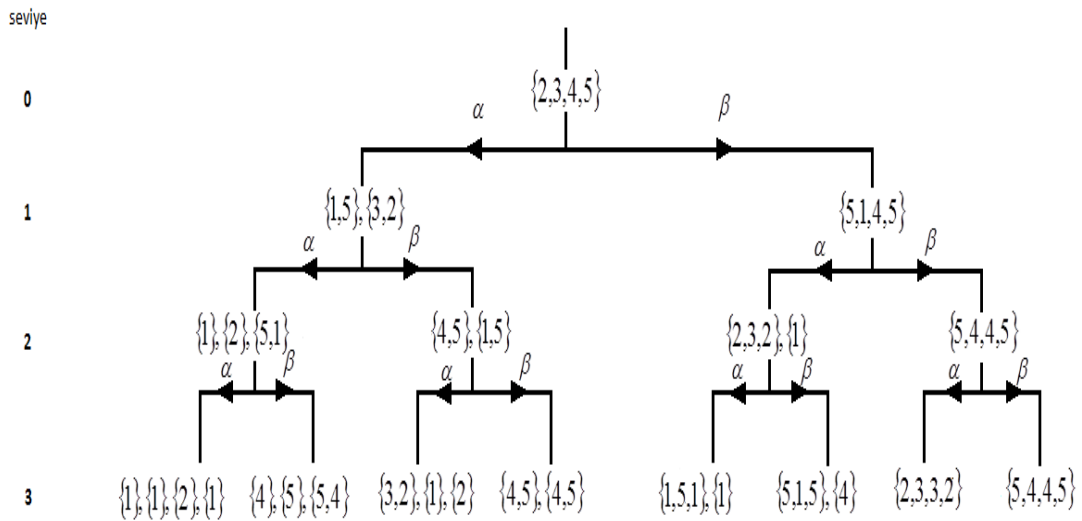 seviye
0 {2,3,4,5}
α β
1 {1,5},{3,2} {5,1,4,5}
α β α β
2 {1},{2},{5,1} {4,5},{1,5} {2,3,2},{1} {5,4,4,5}
α β α β α β α β
3 {1},{1},{2},{1} {4},{5},{5,4} {3,2},{1},{2} {4,5},{4,5} {1,5,1},{1} {5,1,5},{4} {2,3,3,2} {5,4,4,5}